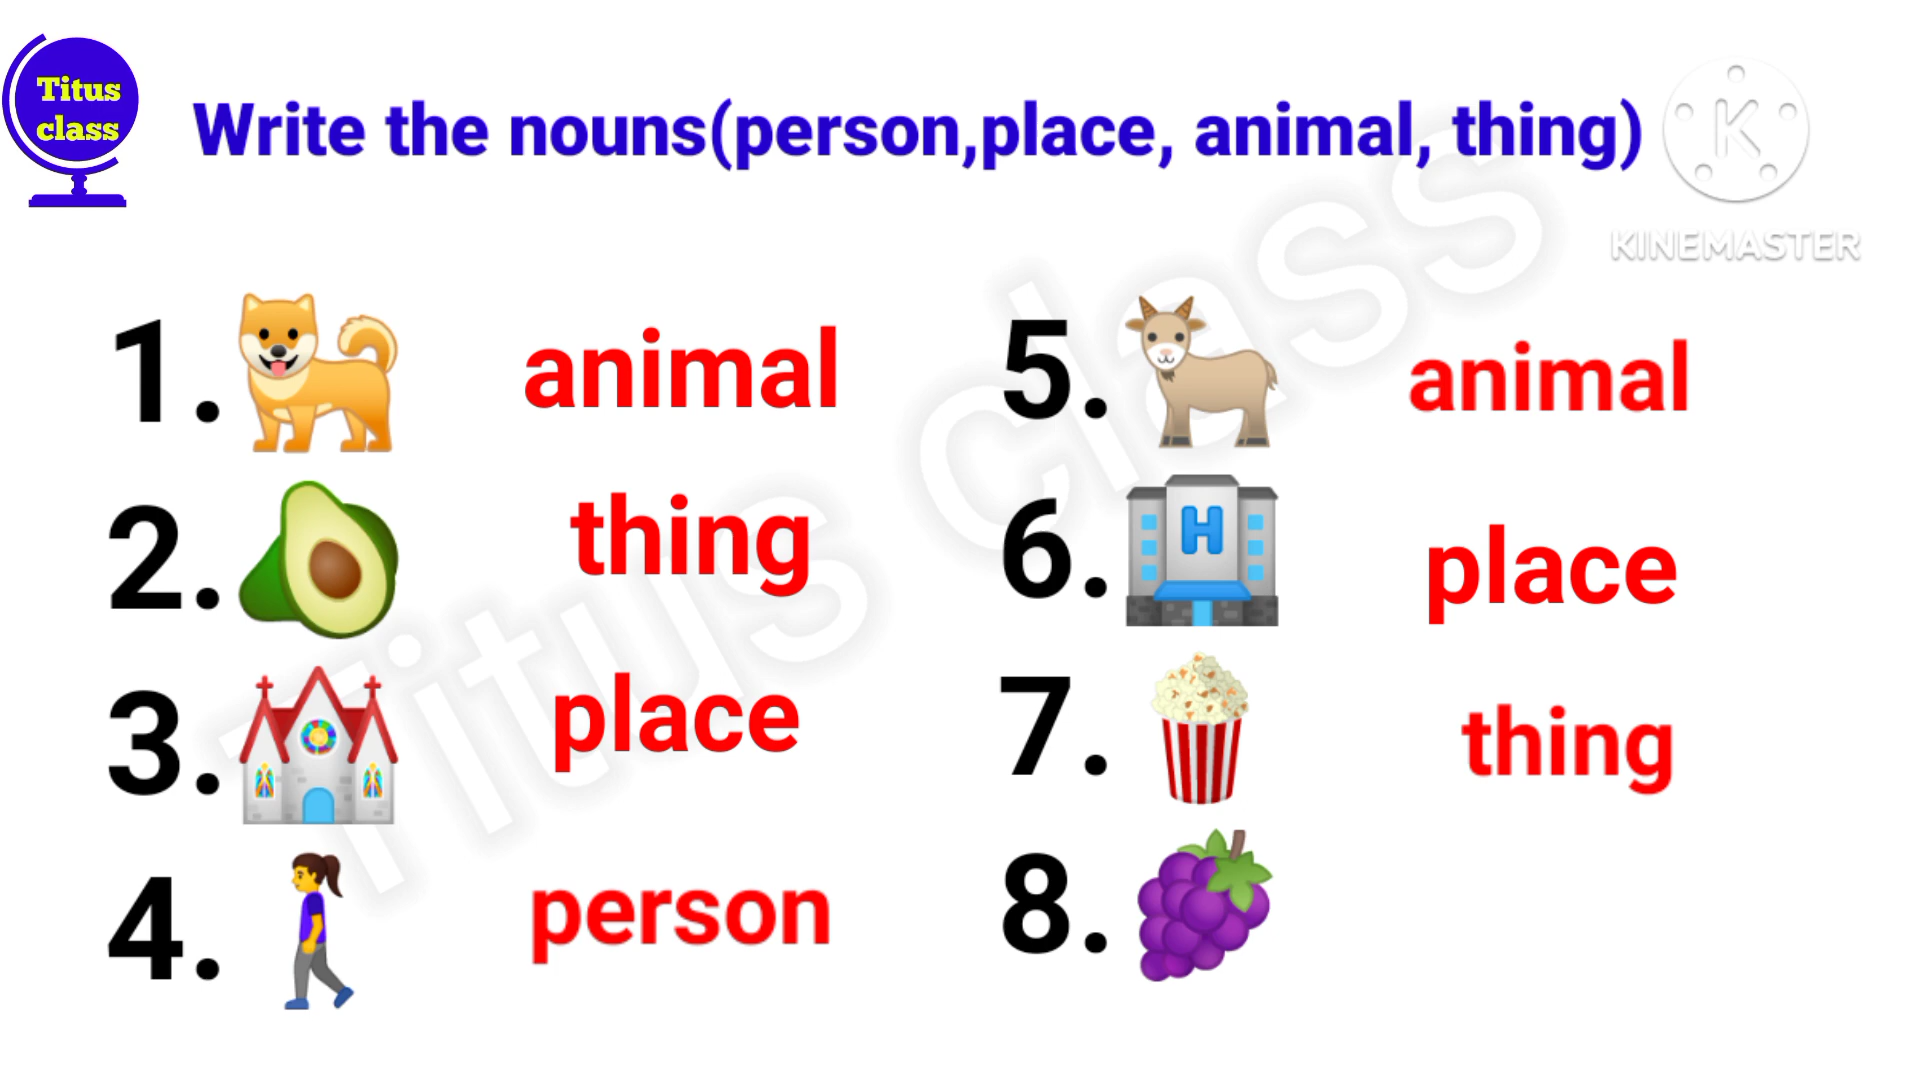 Titus
class
Write the nouns(person,place, animal, thing)
K
KINEMASTER
Titus class
1. animal
2. thing
3. place
4. person
5. animal
6. H place
7. thing
8.